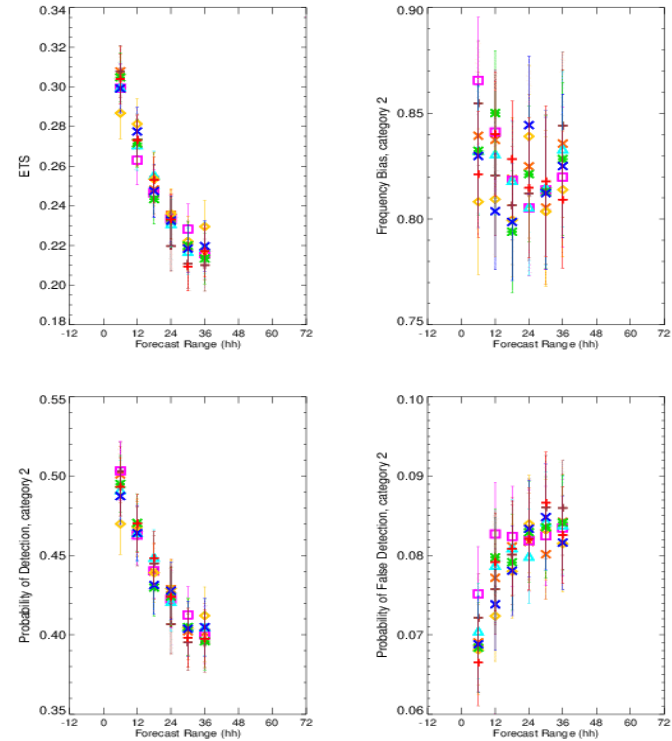 0.34
0.32
0.30
0.28
0.26
0.24
0.22
0.20
0.18
ETS
-12 0 12 24 36 48 60 72
Forecast Range (hh)
0.90
0.85
0.80
0.75
Frequency Bias, category 2
-12 0 12 24 36 48 60 72
Forecast Range (hh)
0.55
0.50
0.45
0.40
0.35
Probability of Detection, category 2
-12 0 12 24 36 48 60 72
Forecast Range (hh)
0.10
0.09
0.08
0.07
0.06
Probability of False Detection, category 2
-12 0 12 24 36 48 60 72
Forecast Range (hh)